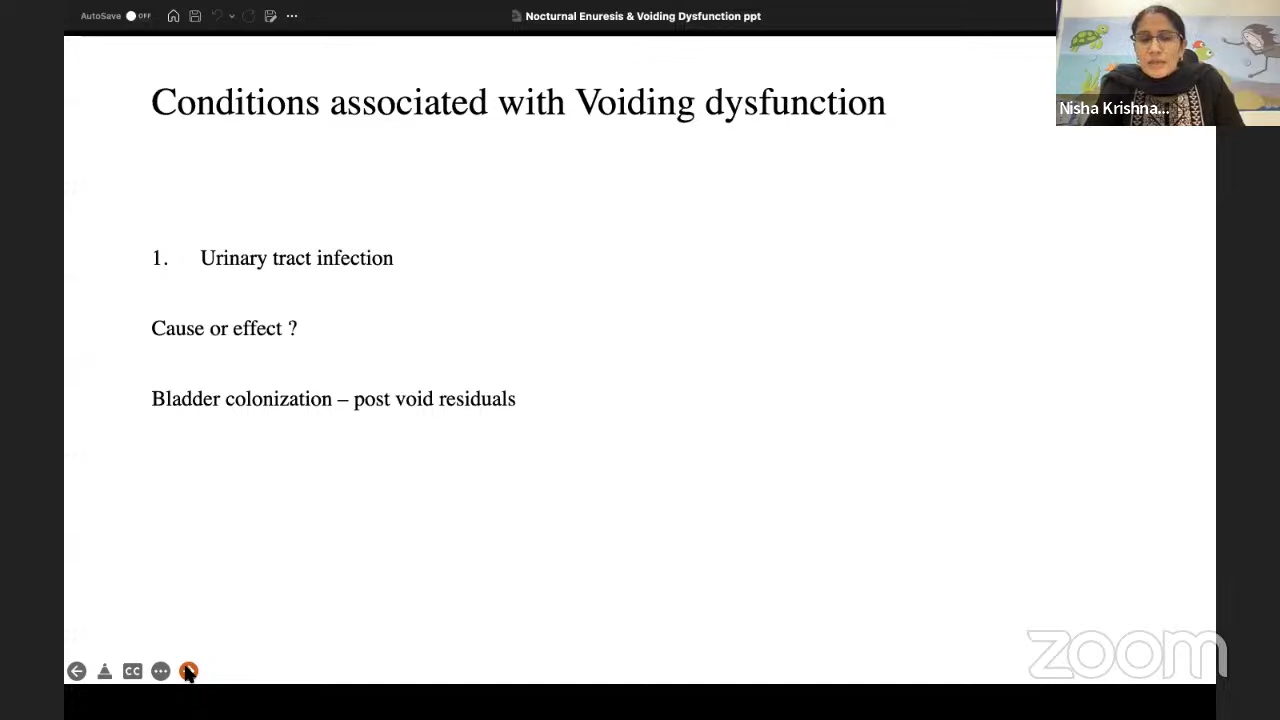 AutoSave OFF
Nocturnal Enuresis & Voiding Dysfunction ppt
Nisha Krishna...
Conditions associated with Voiding dysfunction
1. Urinary tract infection
Cause or effect ?
Bladder colonization – post void residuals
CC
zoom